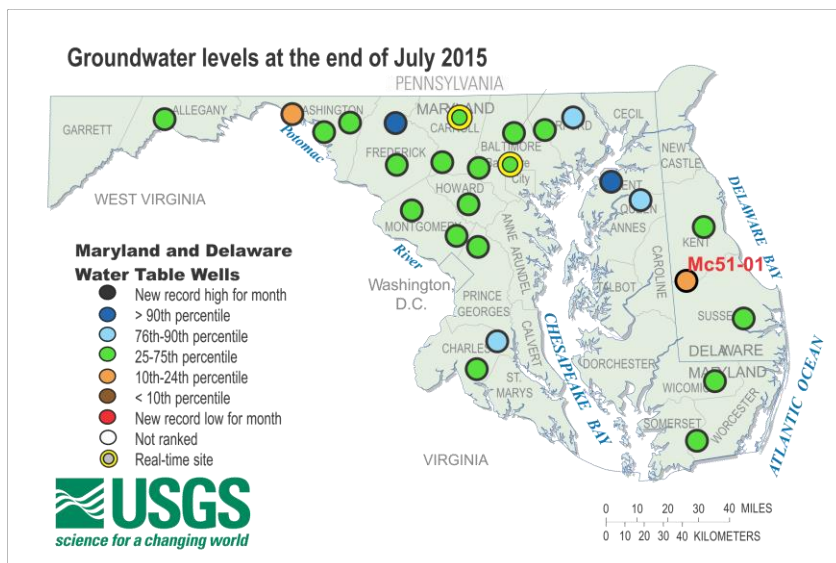 Groundwater levels at the end of July 2015
PENNSYLVANIA
MARYLAND
GARRETT
ALLEGANY
WASHINGTON
CARROLL
CECIL
Potomac
FREDERICK
BALTIMORE
City
NEW
CASTLE
WEST VIRGINIA
HOWARD
QUEEN
ANNES
DELAWARE BAY
MONTGOMERY
KENT
River
ANNE ARUNDEL
CAROLINE
Mc51-01
Maryland and Delaware
Water Table Wells
New record high for month
> 90th percentile
76th-90th percentile
25-75th percentile
10th-24th percentile
< 10th percentile
New record low for month
Not ranked
Real-time site
Washington,
D.C.
PRINCE
GEORGES
TALBOT
CALVERT
CHESAPEAKE BAY
CHARLES
ST.
MARYS
DORCHESTER
DELAWARE
MARYLAND
WORCESTER
SOMERSET
ATLANTIC OCEAN
VIRGINIA
USGS
science for a changing world
0 10 20 30 40 MILES
0 10 20 30 40 KILOMETERS